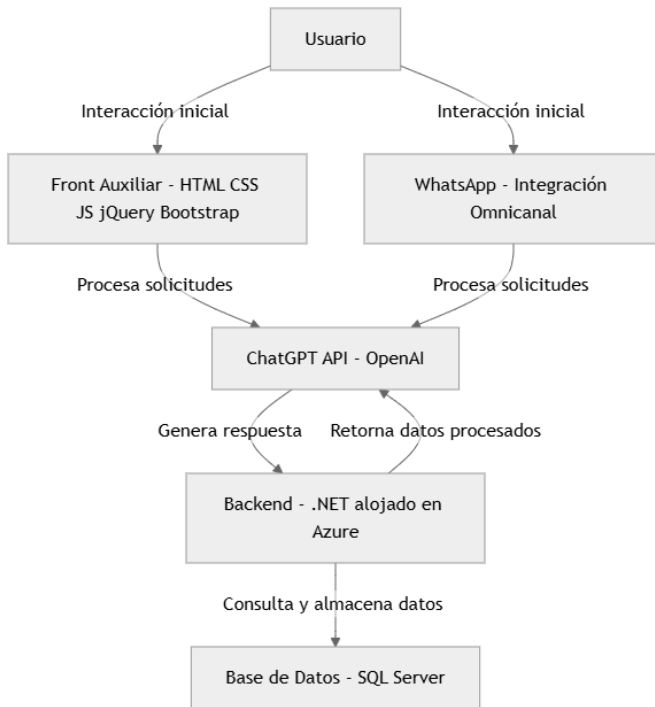 Usuario
Interacción inicial
Interacción inicial
Front Auxiliar - HTML CSS
JS jQuery Bootstrap
WhatsApp - Integración
Omnicanal
Procesa solicitudes
Procesa solicitudes
ChatGPT API - OpenAI
Genera respuesta
Retorna datos procesados
Backend - .NET alojado en
Azure
Consulta y almacena datos
Base de Datos - SQL Server